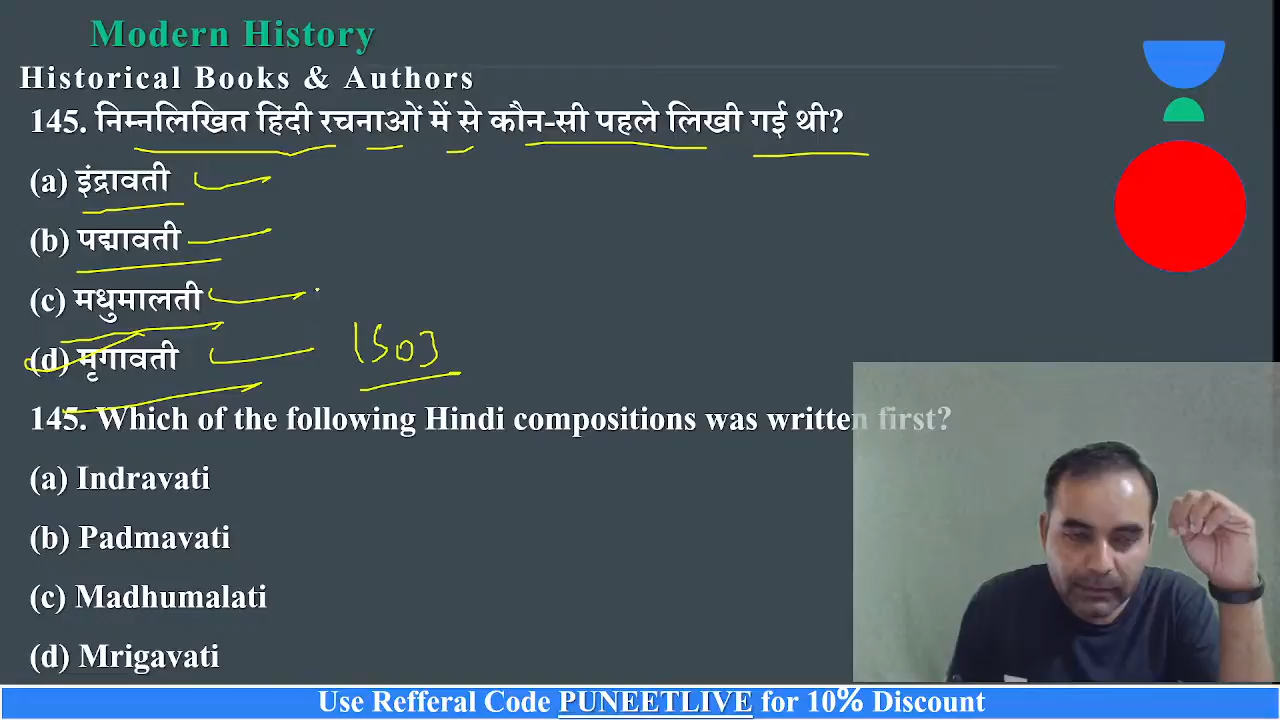 Modern History
Historical Books & Authors
145. निम्नलिखित हिंदी रचनाओं में से कौन-सी पहले लिखी गई थी?
(a) इंद्रावती
(b) पद्मावती
(c) मधुमालती
(d) मृगावती 1503
145. Which of the following Hindi compositions was written first?
(a) Indravati
(b) Padmavati
(c) Madhumalati
(d) Mrigavati
Use Refferal Code PUNEETLIVE for 10% Discount